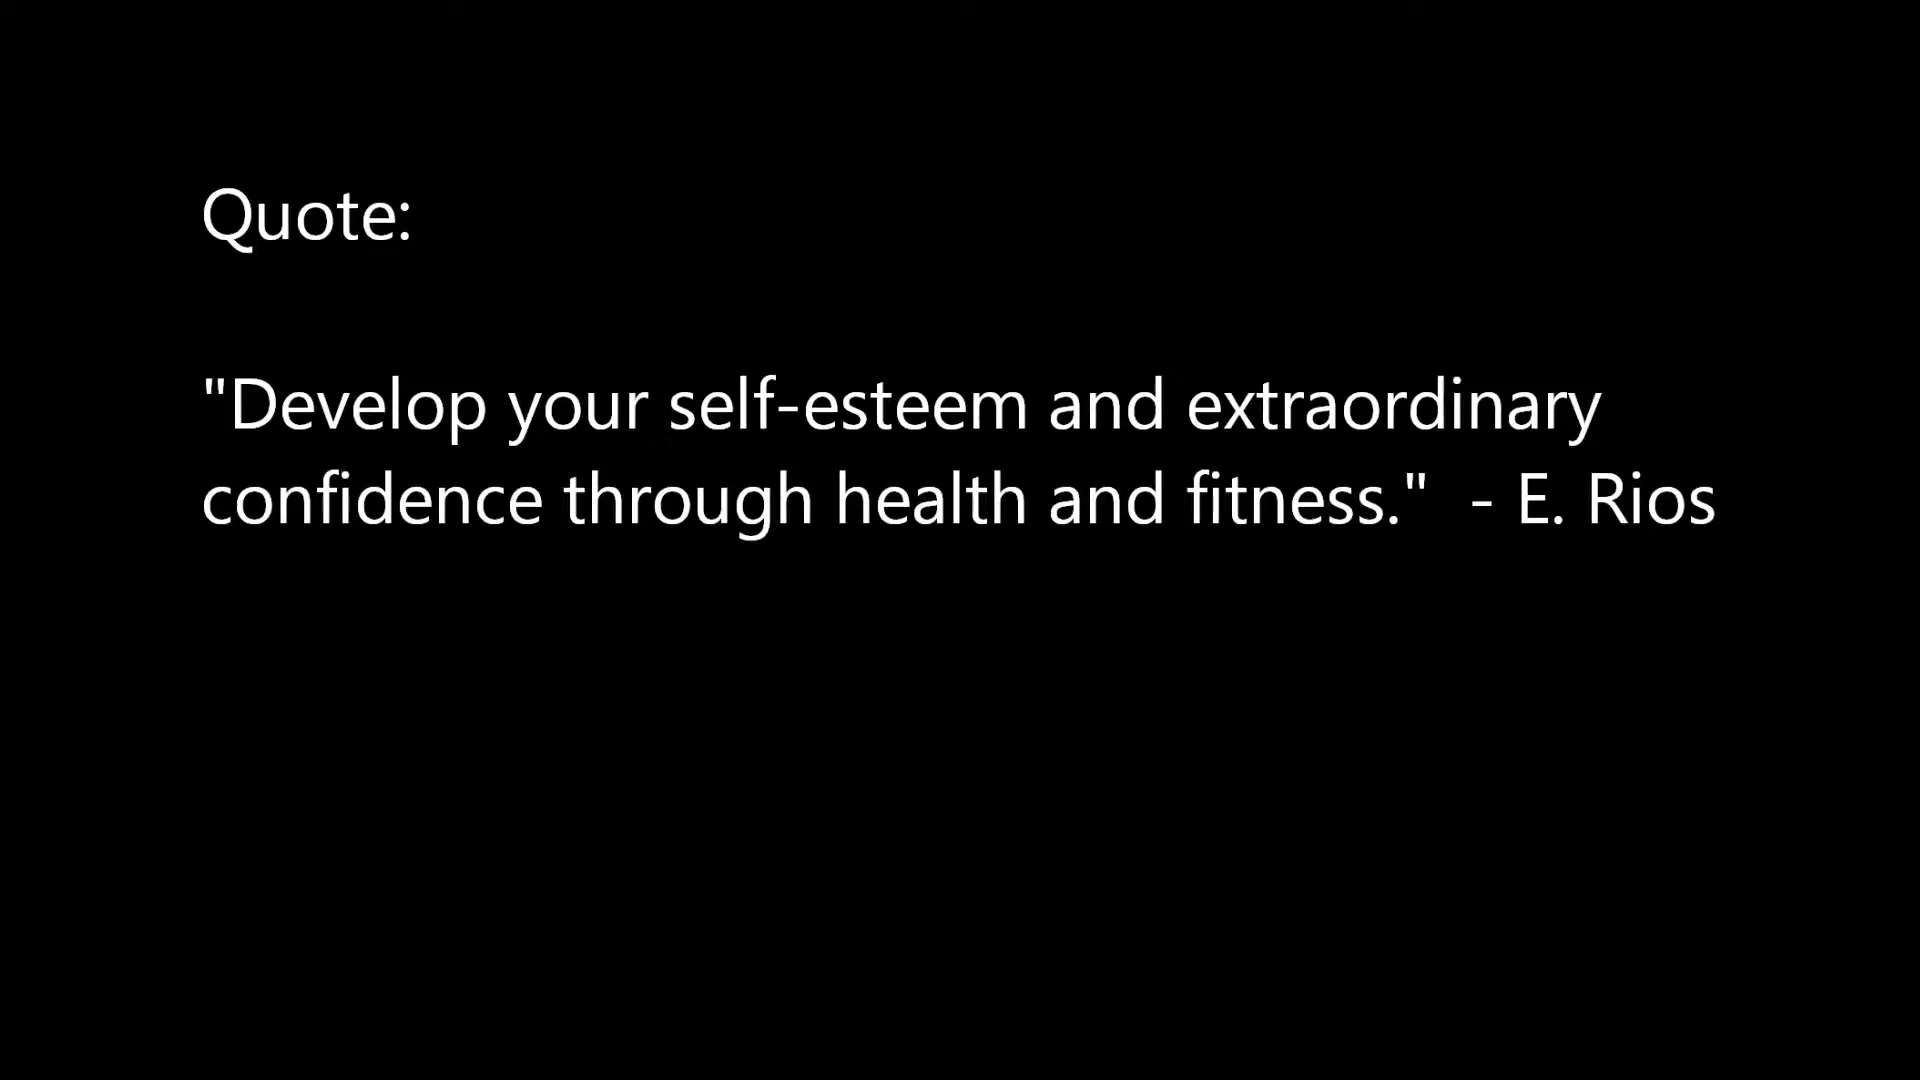 Quote:
"Develop your self-esteem and extraordinary
confidence through health and fitness."  - E. Rios